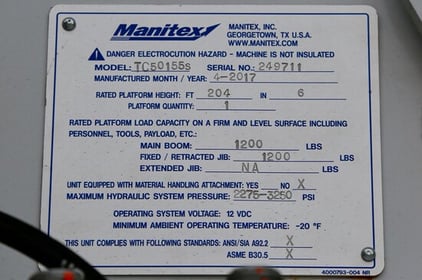 Manitex
MANITEX, INC.
GEORGETOWN, TX U.S.A.
WWW.MANITEX.COM
DANGER ELECTROCUTION HAZARD - MACHINE IS NOT INSULATED
MODEL: TC50155s SERIAL NO.: 249711
MANUFACTURED MONTH / YEAR: 4-2017
RATED PLATFORM HEIGHT: FT 204 IN 6
PLATFORM QUANTITY: 1
RATED PLATFORM LOAD CAPACITY ON A FIRM AND LEVEL SURFACE INCLUDING
PERSONNEL, TOOLS, PAYLOAD, ETC.:
MAIN BOOM: 1200 LBS
FIXED / RETRACTED JIB: 1200 LBS
EXTENDED JIB: NA LBS
UNIT EQUIPPED WITH MATERIAL HANDLING ATTACHMENT: YES NO X
MAXIMUM HYDRAULIC SYSTEM PRESSURE: 2275-3250 PSI
OPERATING SYSTEM VOLTAGE: 12 VDC
MINIMUM AMBIENT OPERATING TEMPERATURE: -20 °F
THIS UNIT COMPLIES WITH FOLLOWING STANDARDS: ANSI/SIA A92.2 X
ASME B30.5 X
4000793-004 NR